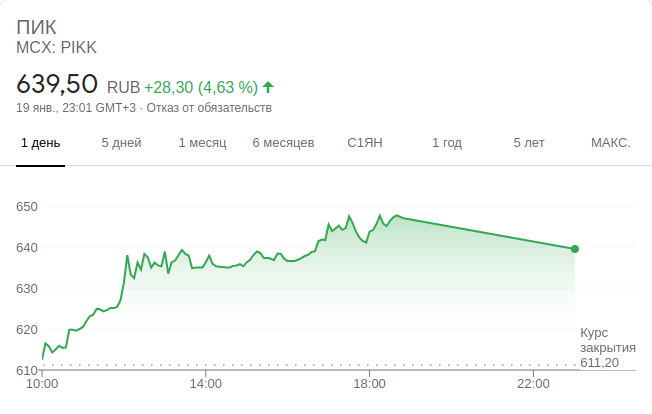 ПИК
MCX: PIKK
639,50 RUB +28,30 (4,63 %)
19 янв., 23:01 GMT+3 · Отказ от обязательств
1 день 5 дней 1 месяц 6 месяцев С1ЯН 1 год 5 лет МАКС.
650
640
630
620
Курс
закрытия
611,20
610
10:00 14:00 18:00 22:00